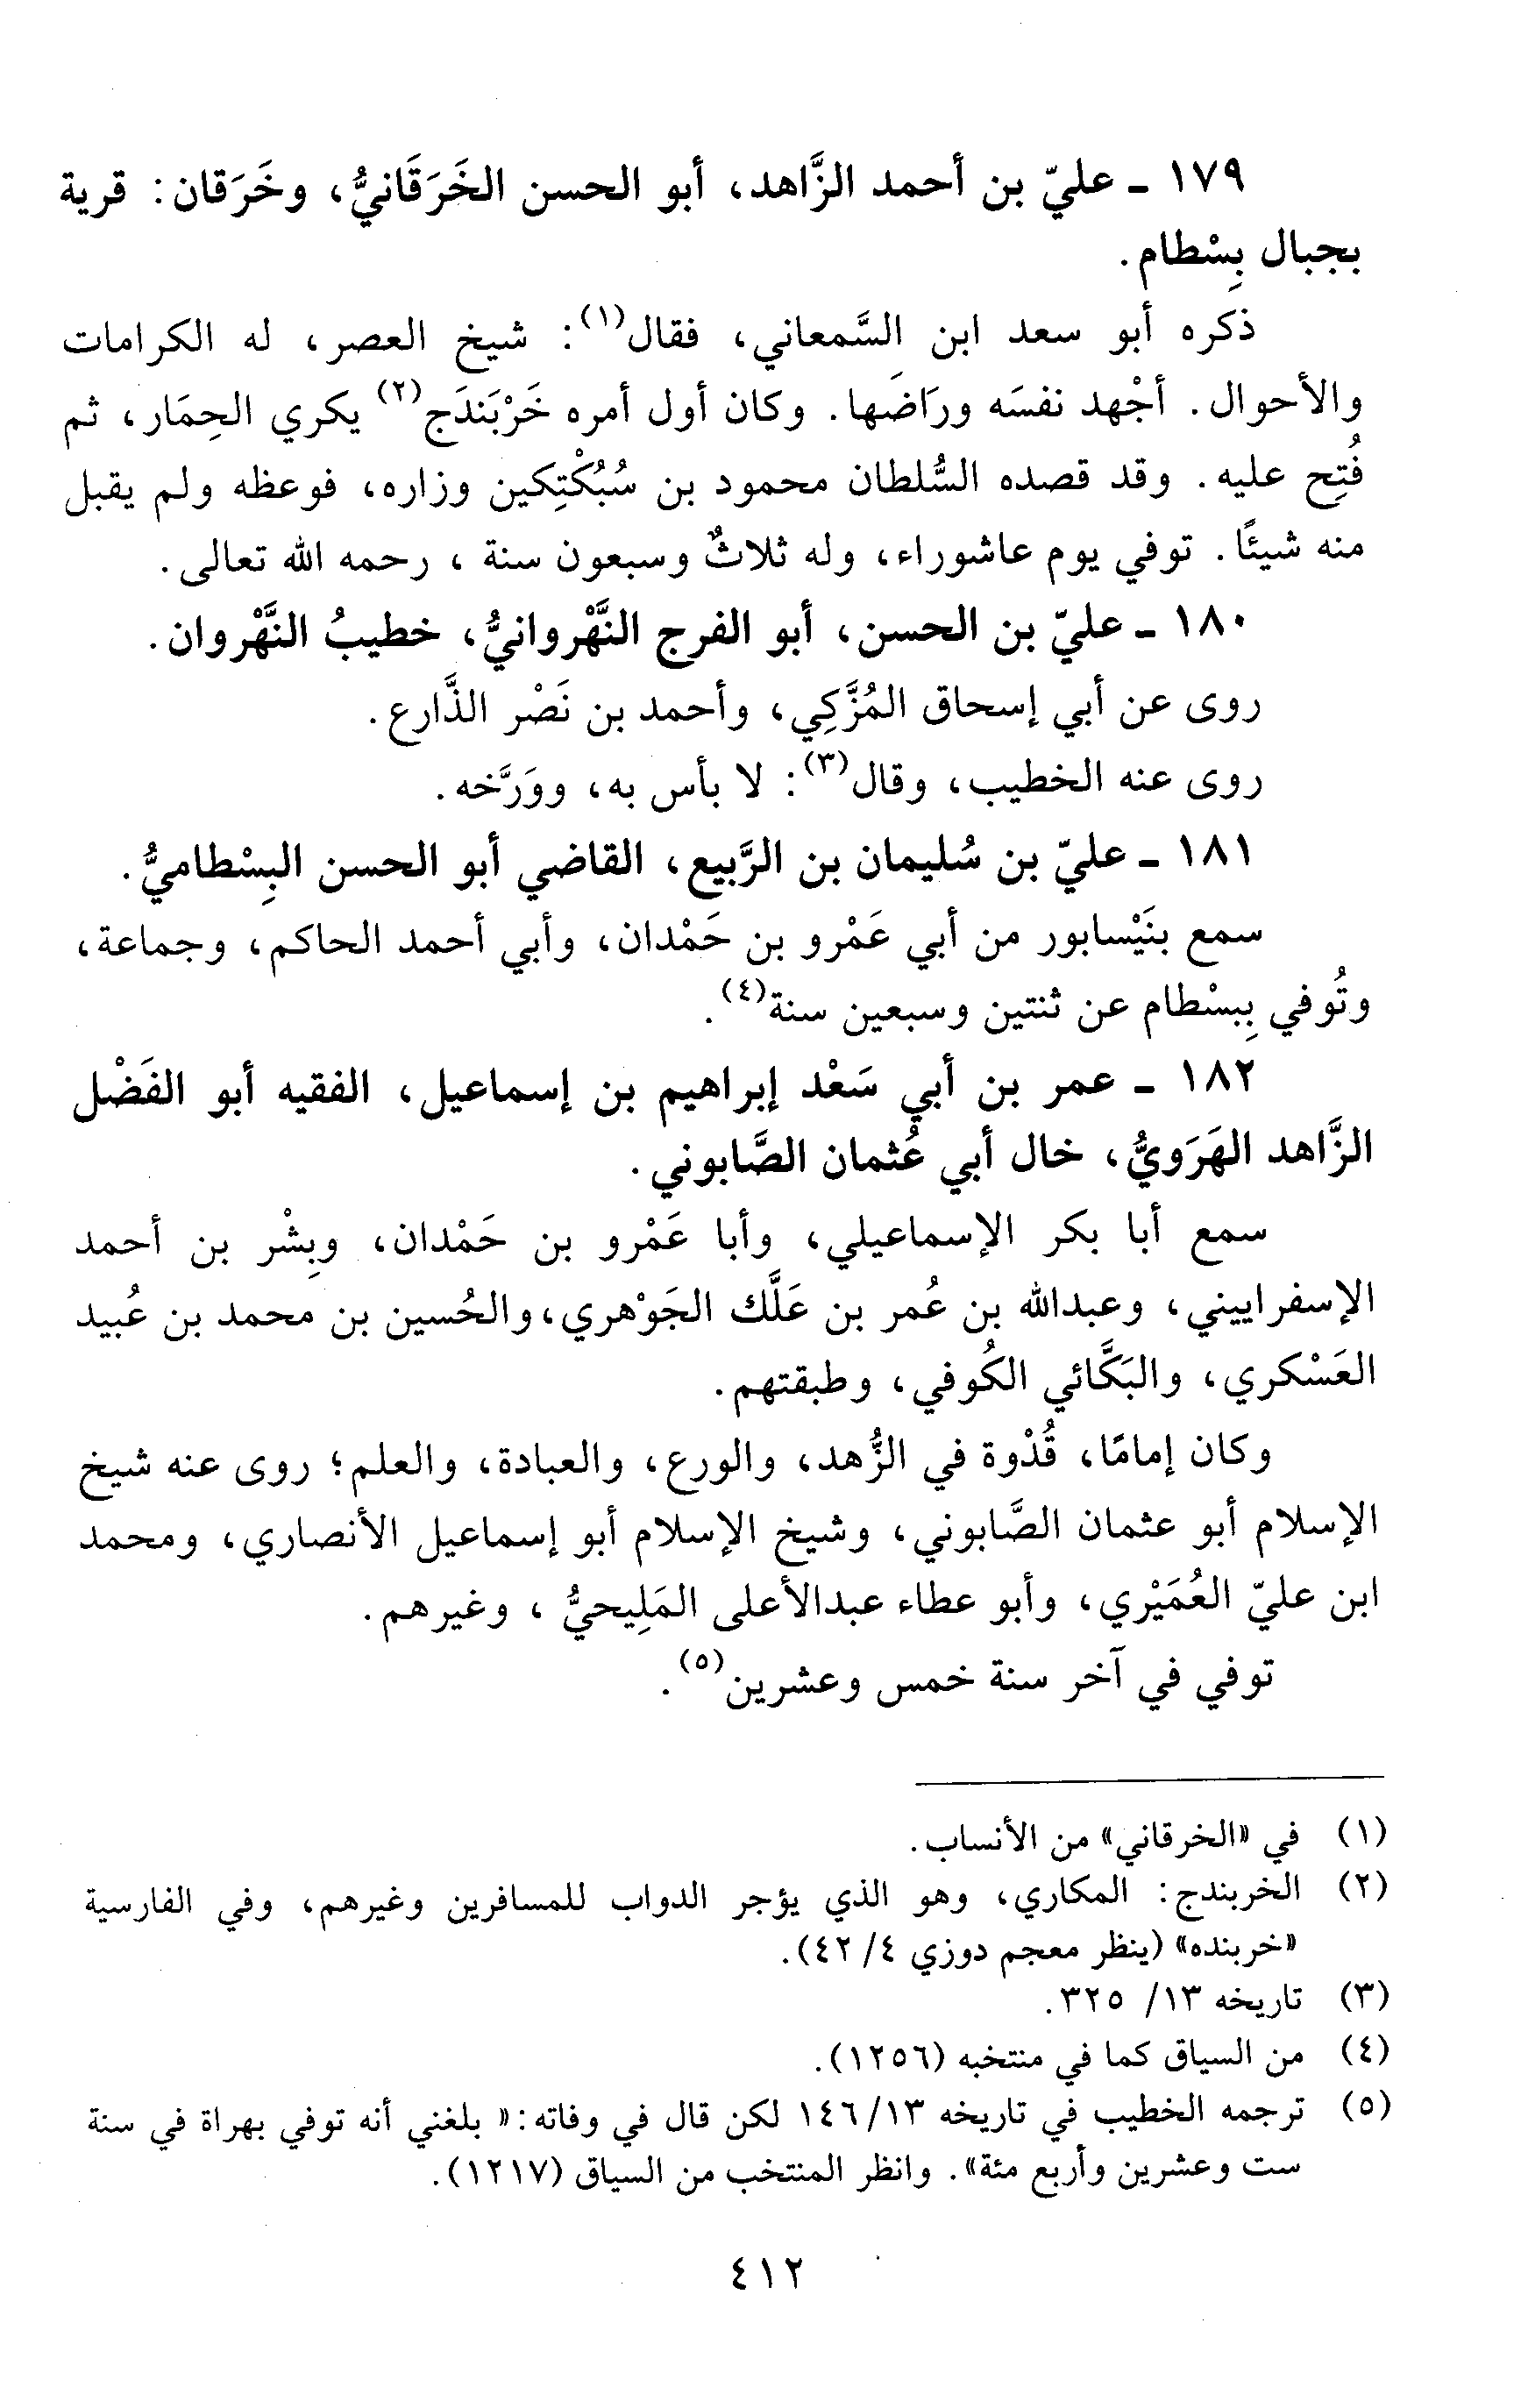 ١٧٩ ـ عليّ بن أحمد الزَّاهد، أبو الحسن الخَرَقَانيُّ، وخَرَقان: قرية
بجبال بِسْطام.
ذكره أبو سعد ابن السَّمعاني، فقال(١): شيخ العصر، له الكرامات
والأحوال. أجْهد نفسَه ورَاضَها. وكان أول أمره خَرْبَندَج(٢) يكري الحِمَار، ثم
فُتِح عليه. وقد قصده السُّلطان محمود بن سُبُكْتِكين وزاره، فوعظه ولم يقبل
منه شيئًا. توفي يوم عاشوراء، وله ثلاثٌ وسبعون سنة ، رحمه الله تعالى.
١٨٠ ـ عليّ بن الحسن، أبو الفرج النَّهْروانيُّ، خطيبُ النَّهْروان.
روى عن أبي إسحاق المُزَّكِي، وأحمد بن نَصْر الذَّارع.
روى عنه الخطيب، وقال(٣): لا بأس به، ووَرَّخه.
١٨١ ـ عليّ بن سُليمان بن الرَّبيع، القاضي أبو الحسن البِسْطاميُّ.
سمع بنَيْسابور من أبي عَمْرو بن حَمْدان، وأبي أحمد الحاكم، وجماعة،
وتُوفي بِبسْطام عن ثنتين وسبعين سنة(٤).
١٨٢ ـ عمر بن أبي سَعْد إبراهيم بن إسماعيل، الفقيه أبو الفَضْل
الزَّاهد الهَرَويُّ، خال أبي عُثمان الصَّابوني.
سمع أبا بكر الإسماعيلي، وأبا عَمْرو بن حَمْدان، وبِشْر بن أحمد
الإسفراييني، وعبدالله بن عُمر بن عَلَّك الجَوْهري، والحُسين بن محمد بن عُبيد
العَسْكري، والبَكَّائي الكُوفي، وطبقتهم.
وكان إمامًا، قُدْوة في الزُّهد، والورع، والعبادة، والعلم؛ روى عنه شيخ
الإسلام أبو عثمان الصَّابوني، وشيخ الإسلام أبو إسماعيل الأنصاري، ومحمد
ابن عليّ العُمَيْري، وأبو عطاء عبدالأعلى المَلِيحيُّ ، وغيرهم.
توفي في آخر سنة خمس وعشرين(٥).
(١) في «الخرقاني» من الأنساب.
(٢) الخربندج: المكاري، وهو الذي يؤجر الدواب للمسافرين وغيرهم، وفي الفارسية
«خربنده» (ينظر معجم دوزي ٤/ ٤٢).
(٣) تاريخه ١٣/ ٣٢٥.
(٤) من السياق كما في منتخبه (١٢٥٦).
(٥) ترجمه الخطيب في تاريخه ١٤٦/١٣ لكن قال في وفاته: « بلغني أنه توفي بهراة في سنة
ست وعشرين وأربع مئة». وانظر المنتخب من السياق (١٢١٧).
٤١٢